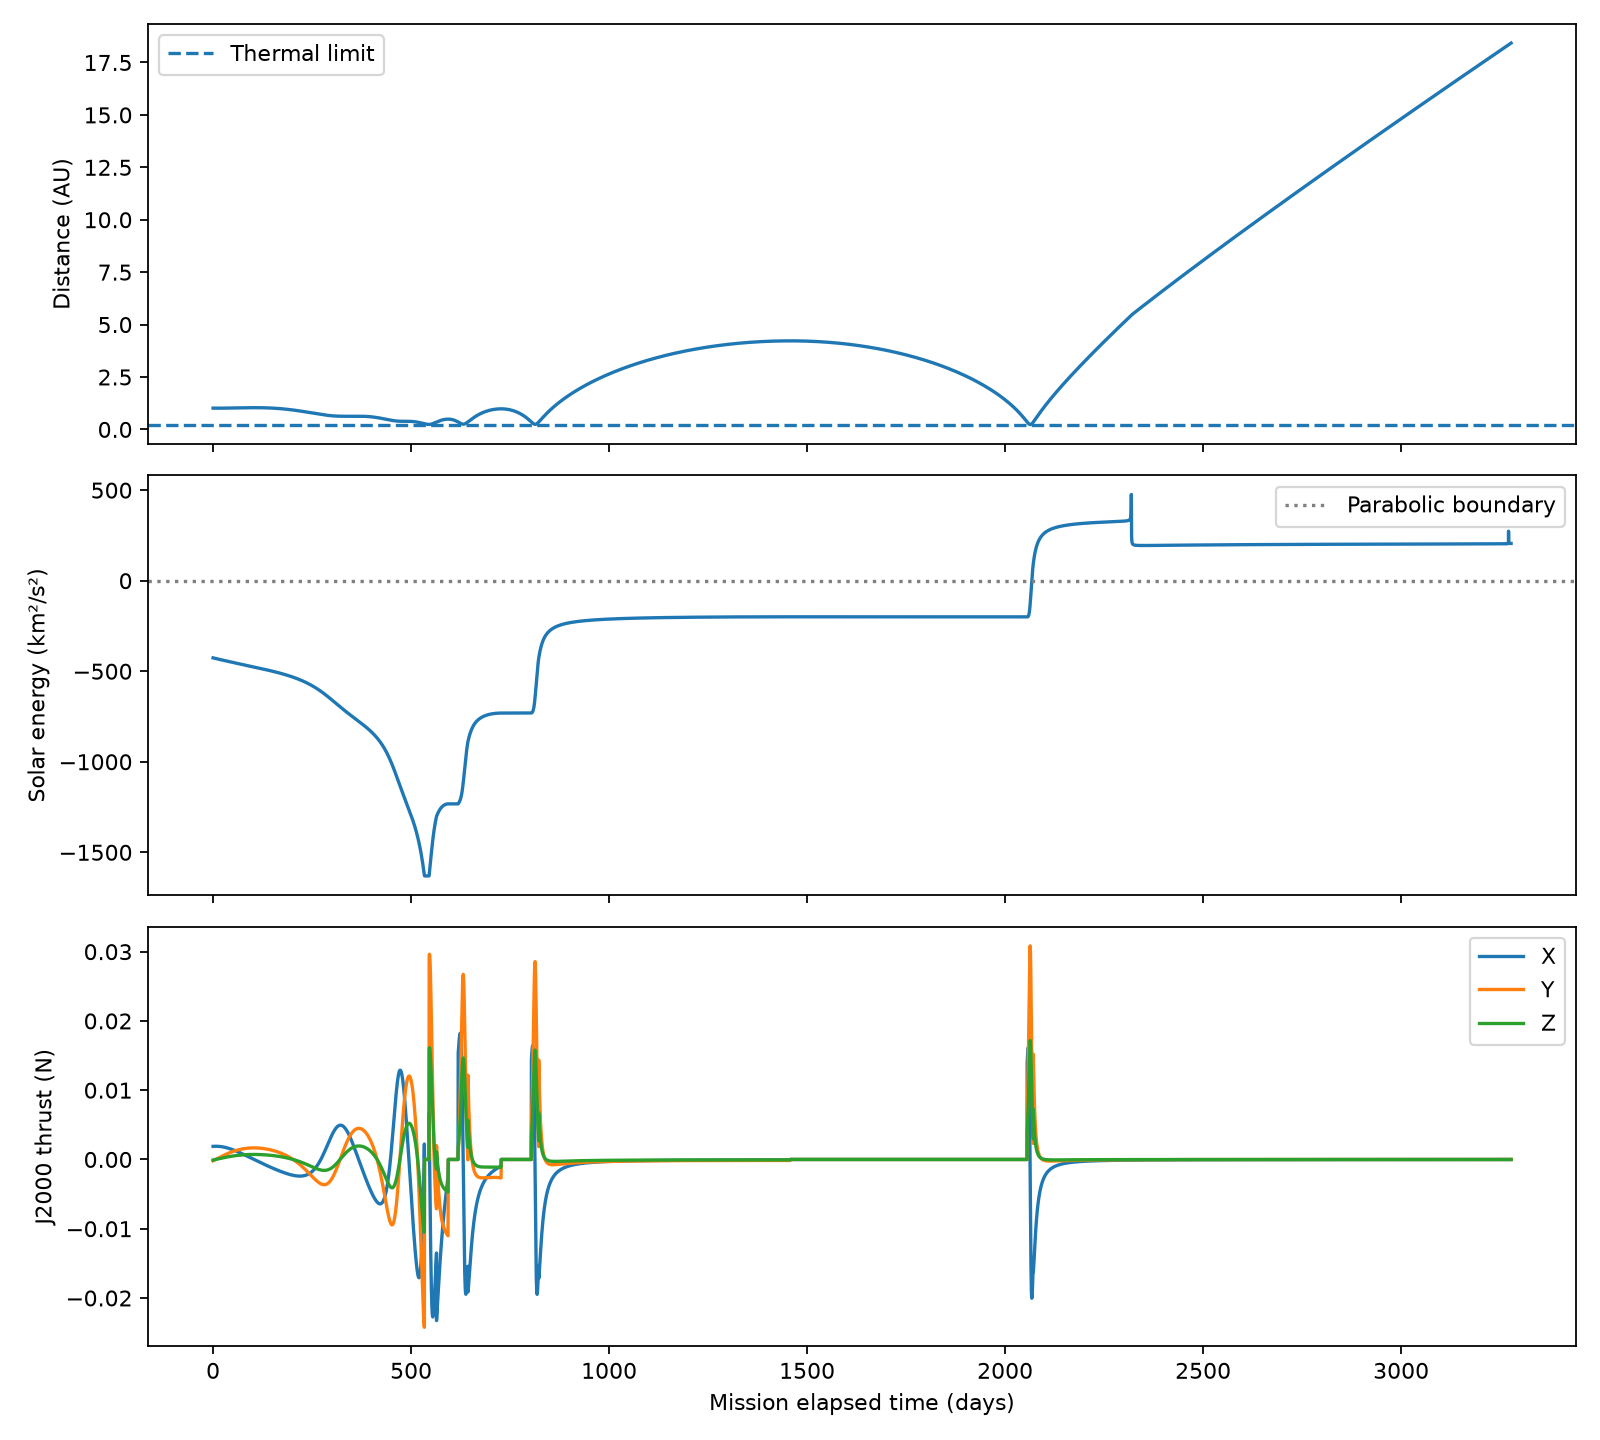 Thermal limit
17.5
15.0
12.5
10.0
7.5
5.0
2.5
0.0
Distance (AU)
Parabolic boundary
500
0
−500
−1000
−1500
Solar energy (km²/s²)
X
Y
Z
0.03
0.02
0.01
0.00
−0.01
−0.02
J2000 thrust (N)
0 500 1000 1500 2000 2500 3000
Mission elapsed time (days)